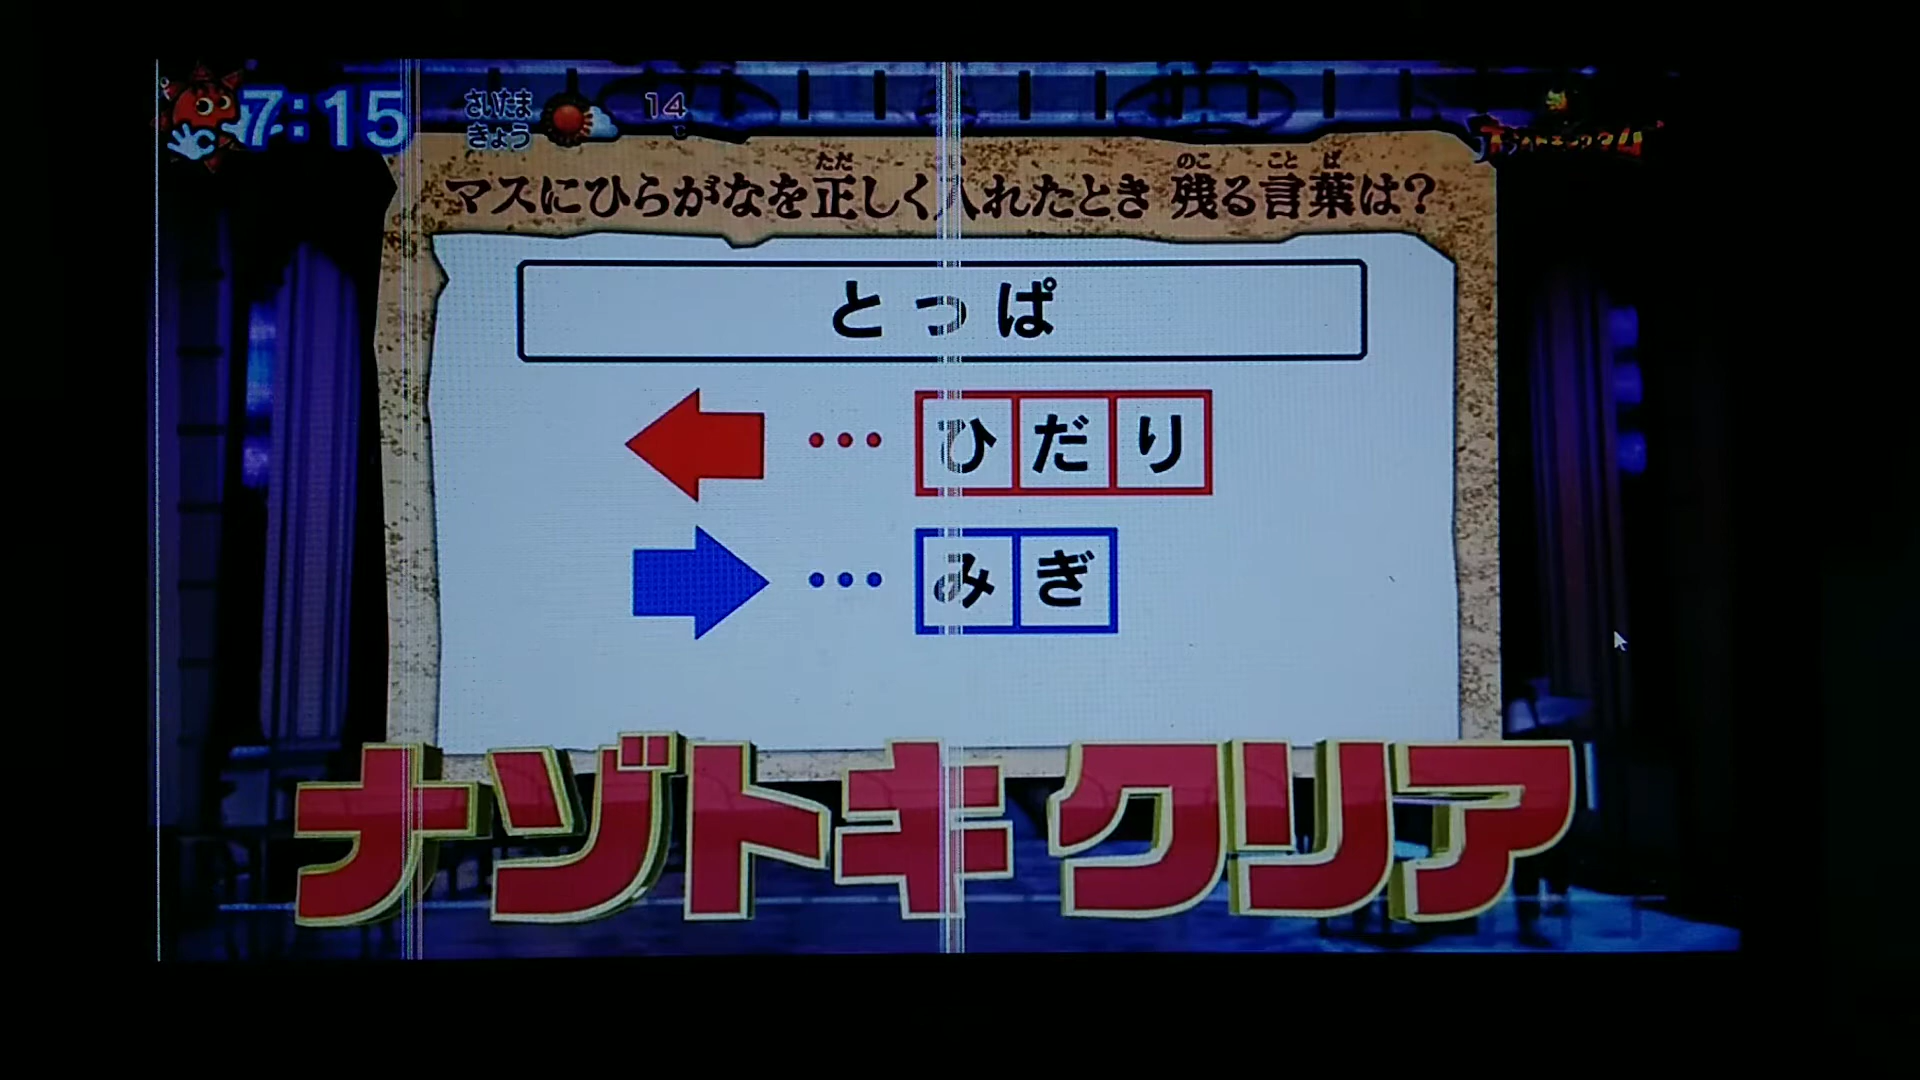 7:15
さいたま
きょう
14
マスにひらがなを正しく入れたとき 残る言葉は?
とっぱ
ひだり
みぎ
ナゾトキ クリア